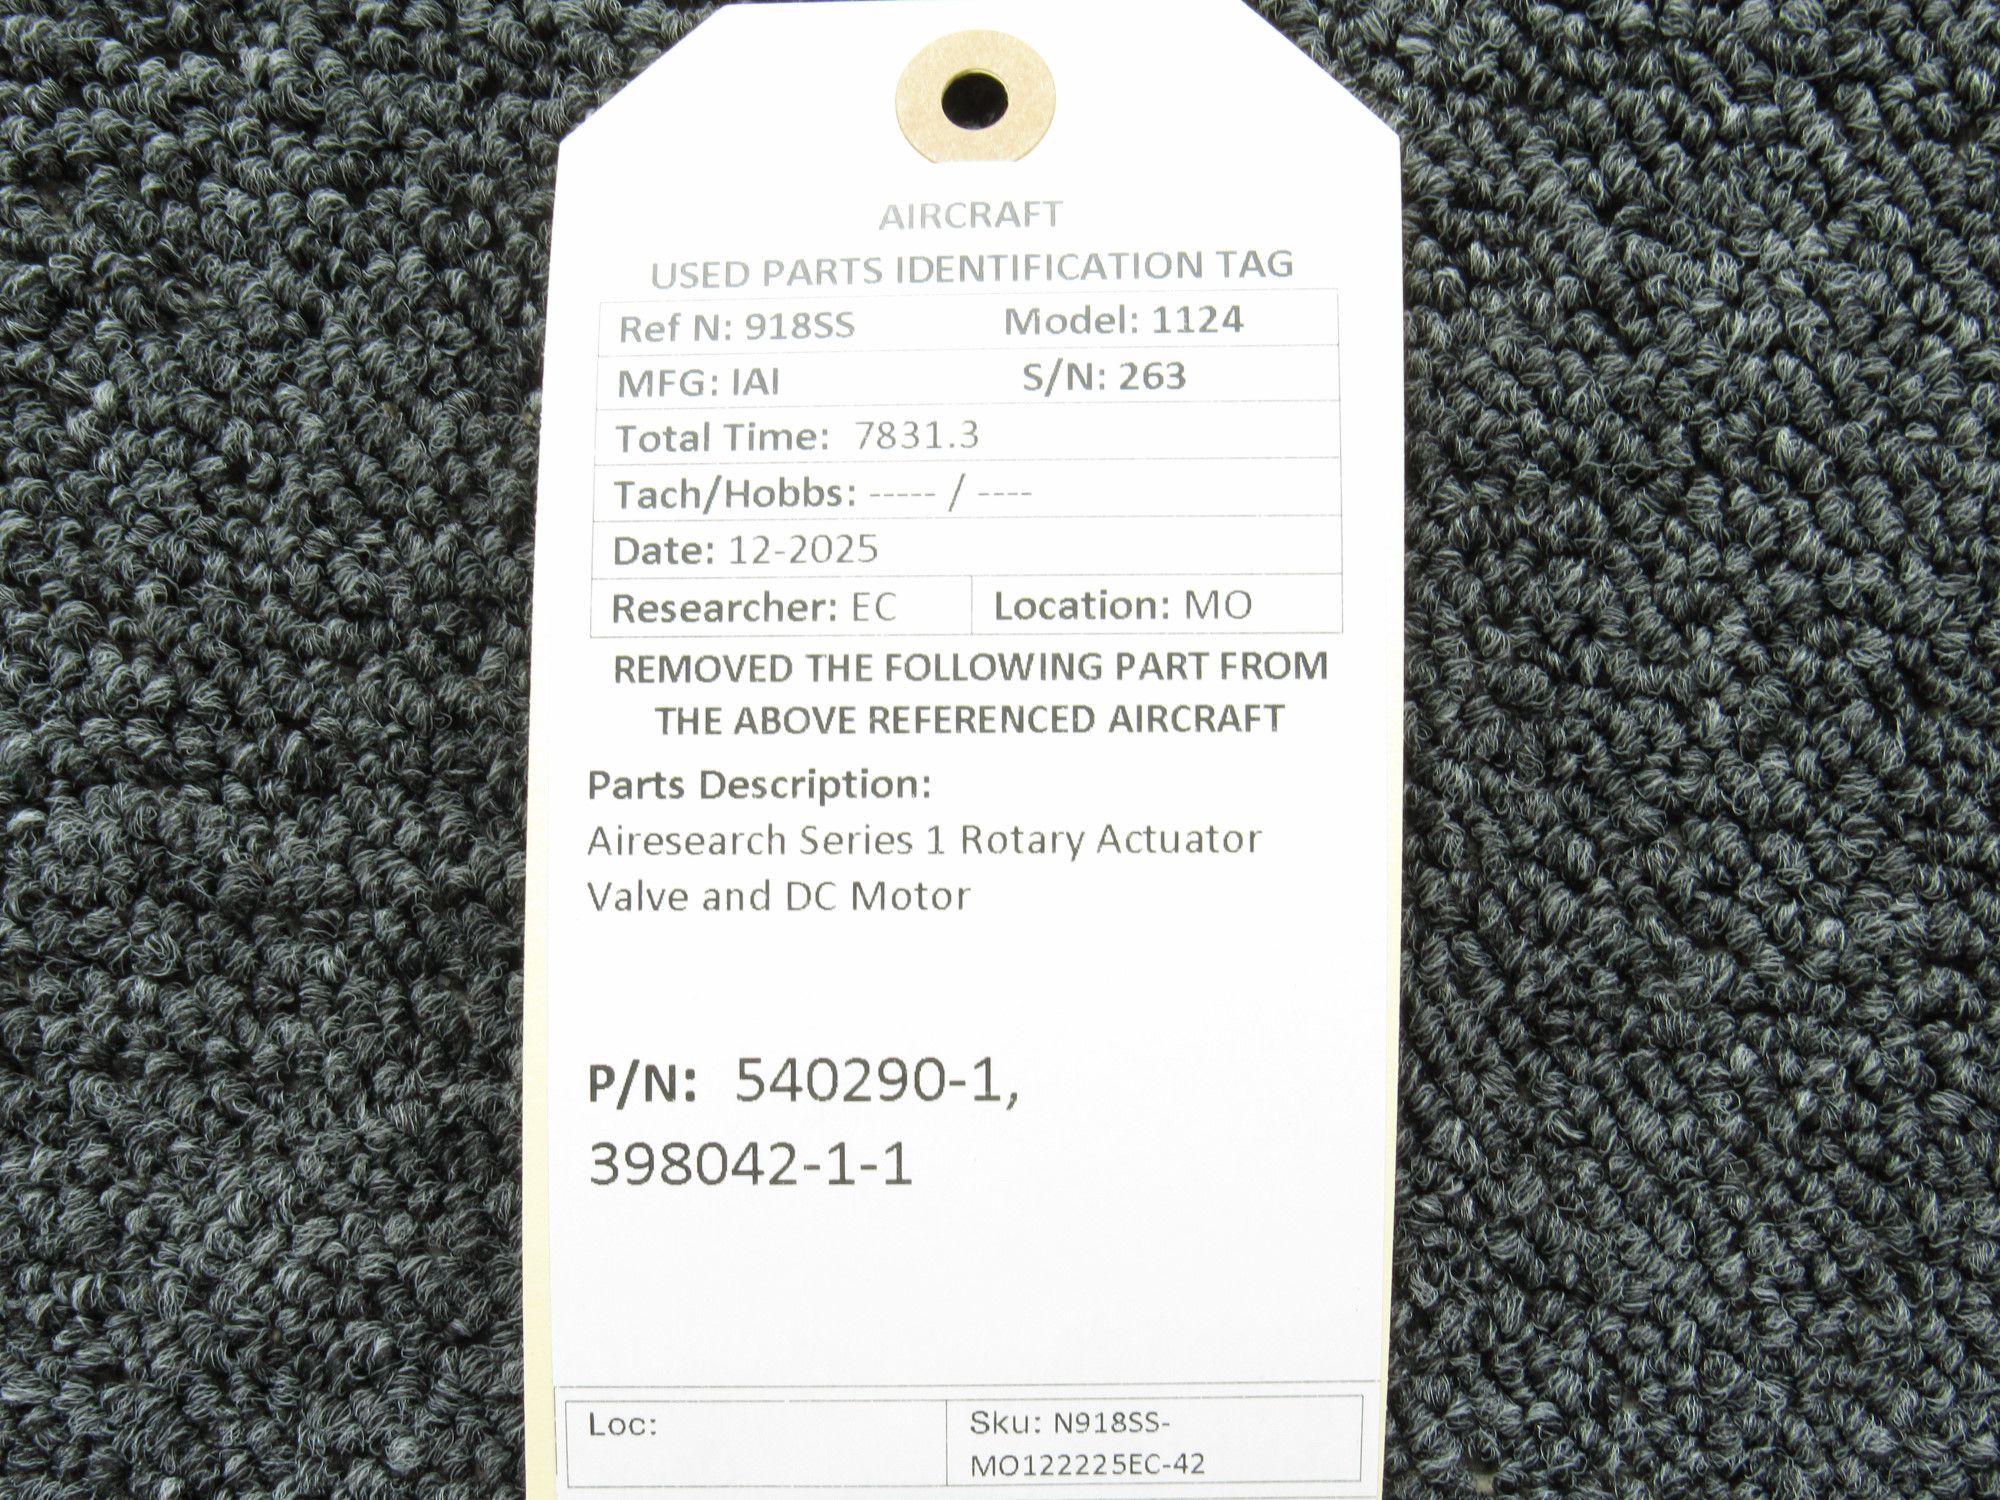 AIRCRAFT
USED PARTS IDENTIFICATION TAG
Ref N: 918SS Model: 1124
MFG: IAI S/N: 263
Total Time: 7831.3
Tach/Hobbs: ----- / ----
Date: 12-2025
Researcher: EC Location: MO
REMOVED THE FOLLOWING PART FROM
THE ABOVE REFERENCED AIRCRAFT
Parts Description:
Airesearch Series 1 Rotary Actuator
Valve and DC Motor
P/N: 540290-1,
398042-1-1
Loc: Sku: N918SS-
MO122225EC-42